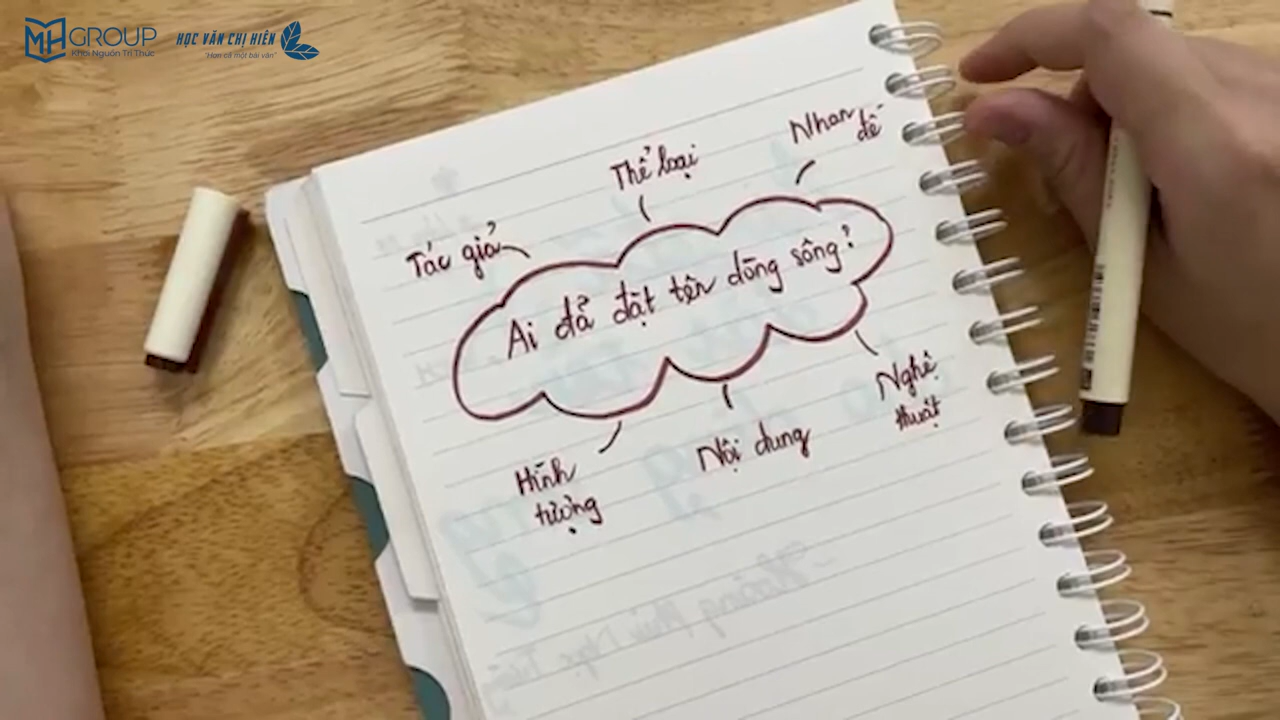 MH GROUP
Khơi Nguồn Tri Thức
HỌC VĂN CHỊ HIÊN
"Hơn cả một bài văn"
Nhan
đề
Thể loại
Tác giả
Ai đã đặt tên dòng sông?
Nghệ
thuật
Nội dung
Hình
tượng